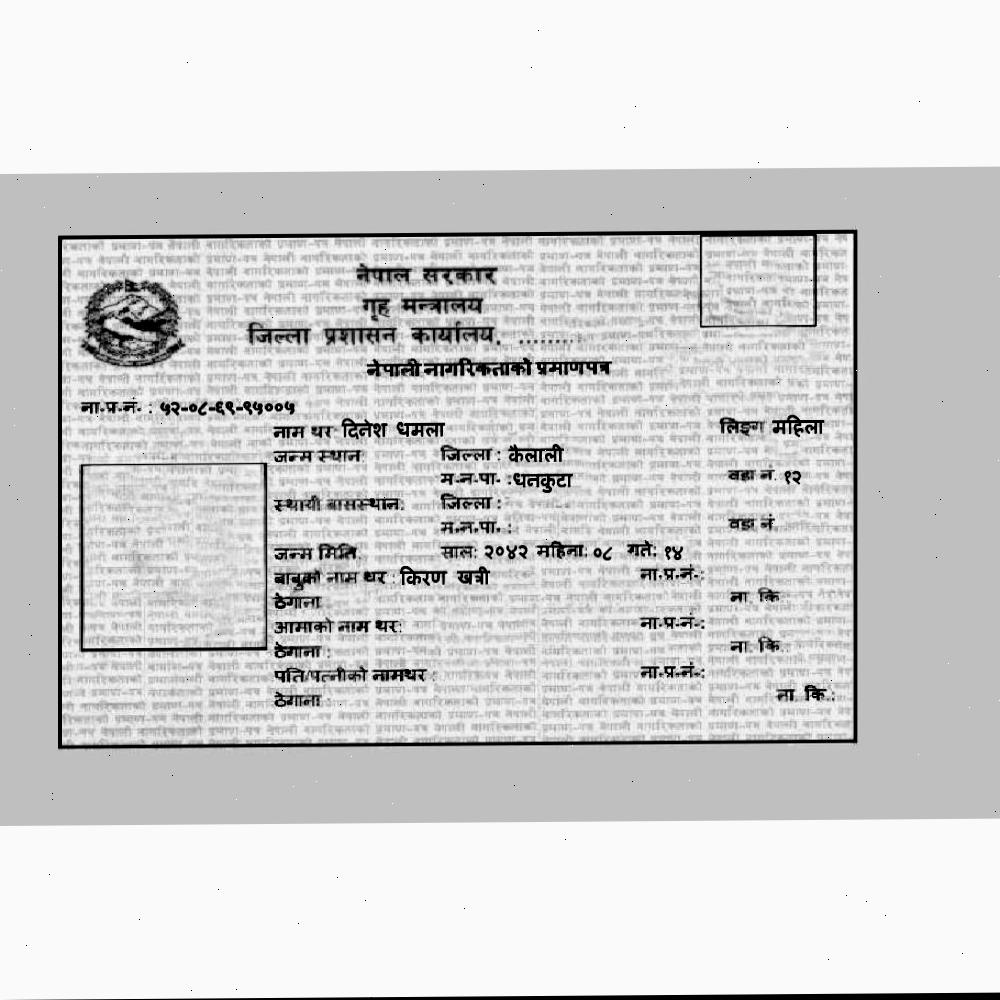 नेपाल सरकार
गृह मन्त्रालय
जिल्ला प्रशासन कार्यालय, ........
नेपाली नागरिकताको प्रमाणपत्र
ना.प्र.नं. : ५२-०८-६९-९५००५
नाम थर दिनेश धमला लिङ्ग महिला
जन्म स्थान: जिल्ला : कैलाली
म.न.पा. :धनकुटा वडा नं. १२
स्थायी बासस्थान: जिल्ला :
म.न.पा. : वडा नं
जन्म मिति: साल: २०४२ महिना: ०८ गते: १४
बाबुको नाम थर : किरण खत्री ना.प्र.नं.:
ठेगाना ना. कि.:
आमाको नाम थर: ना.प्र.नं.:
ठेगाना : ना. कि.:
पति/पत्नीको नामथर : ना.प्र.नं.:
ठेगाना : ना. कि.: